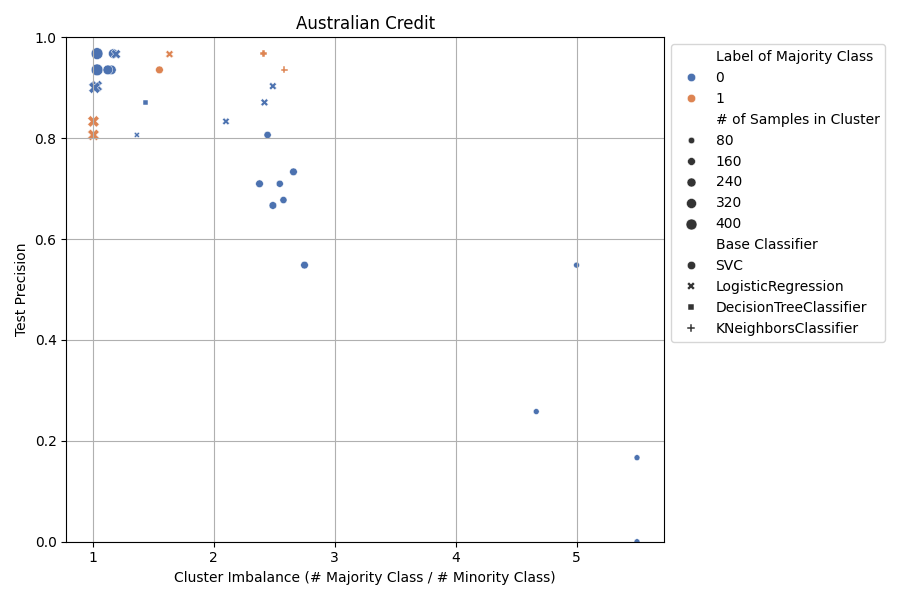 Australian Credit
1.0
0.8
0.6
0.4
0.2
0.0
Test Precision
1
2
3
4
5
Cluster Imbalance (# Majority Class / # Minority Class)
Label of Majority Class
0
1
# of Samples in Cluster
80
160
240
320
400
Base Classifier
SVC
LogisticRegression
DecisionTreeClassifier
KNeighborsClassifier